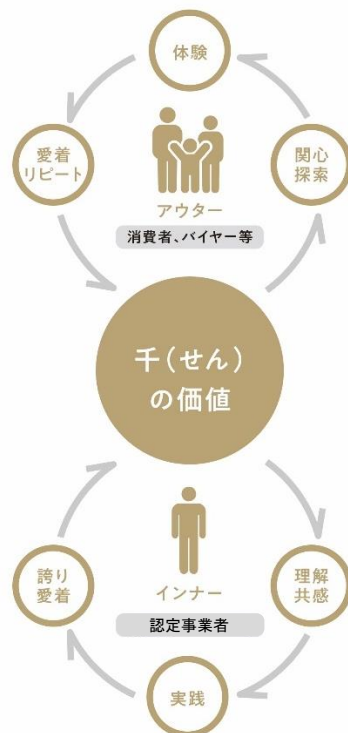 体験
愛着
リピート
関心
探索
アウター
消費者、バイヤー等
千（せん）
の価値
インナー
認定事業者
誇り
愛着
理解
共感
実践